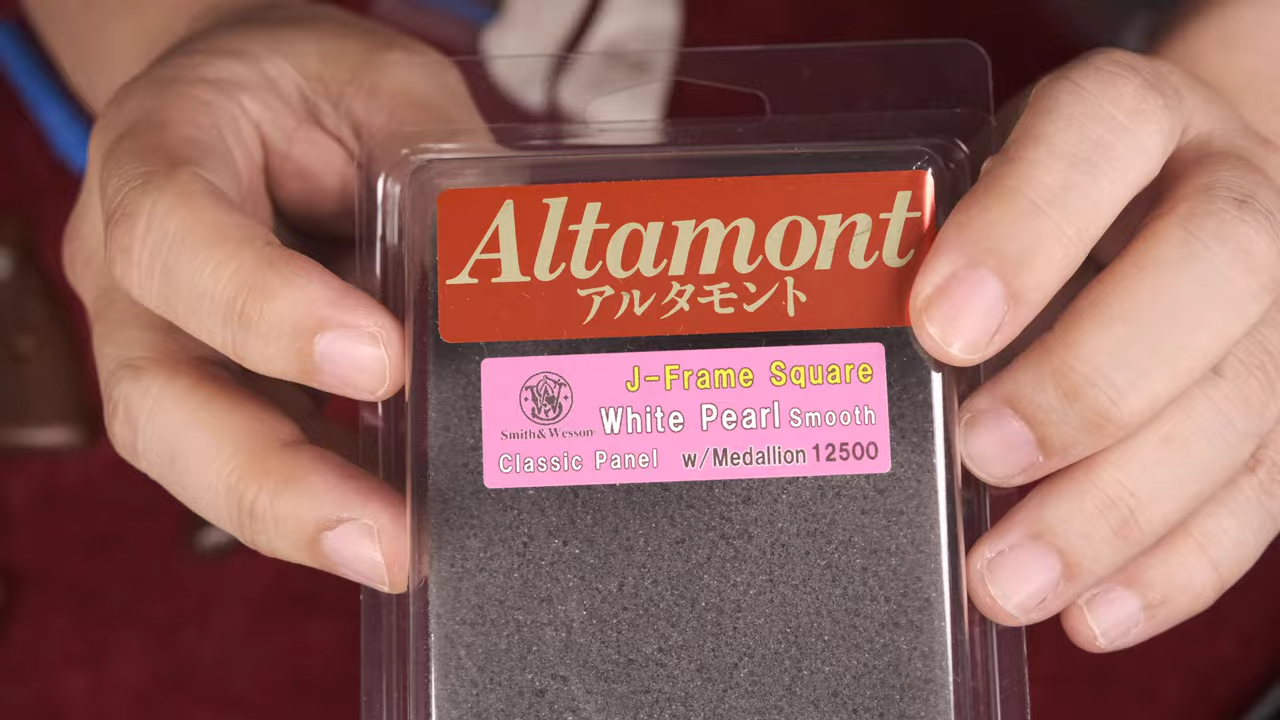 Altamont
アルタモント
J-Frame Square
White Pearl Smooth
Smith & Wesson
Classic Panel w/Medallion 12500